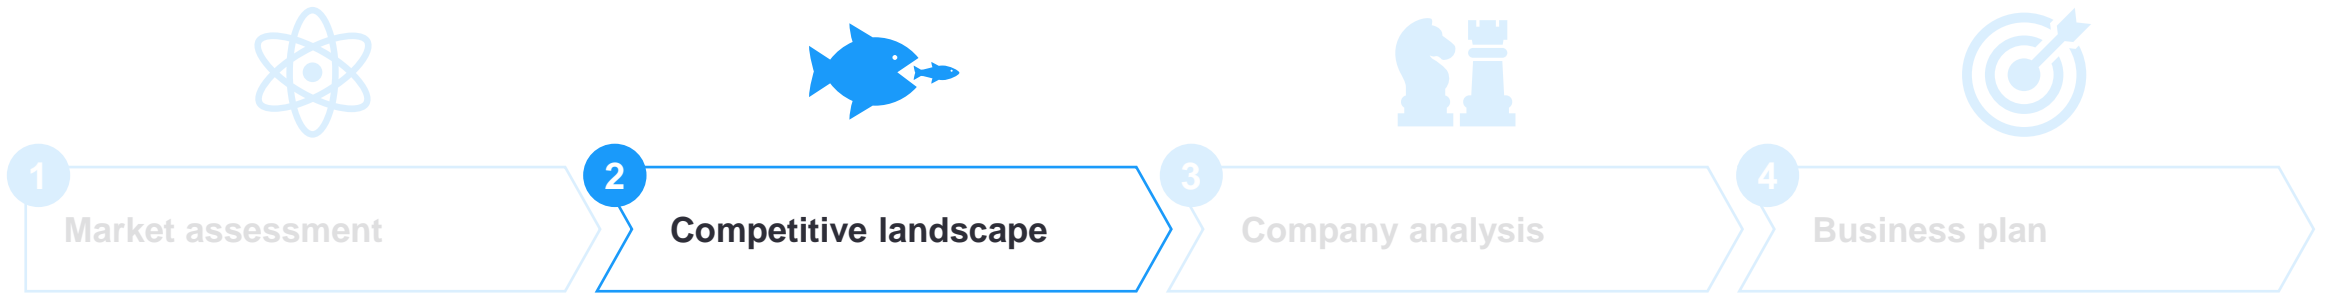 1
Market assessment
2
Competitive landscape
3
Company analysis
4
Business plan